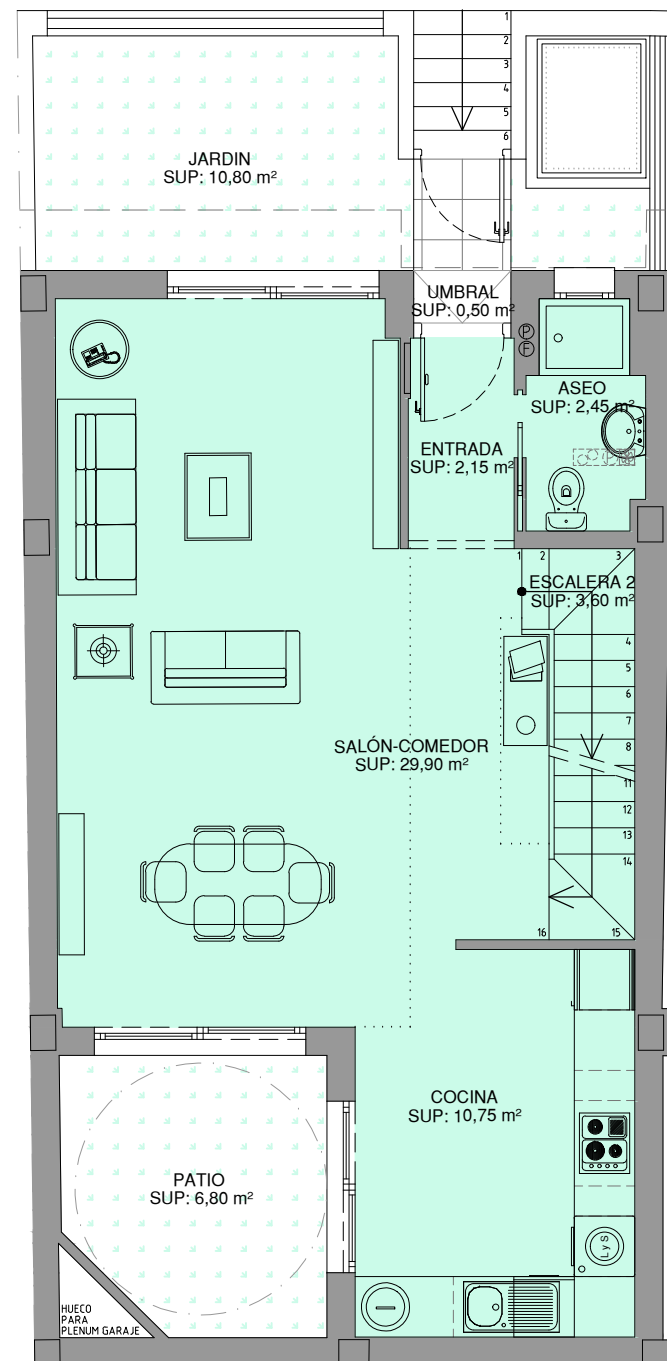 1
2
3
4
5
6
JARDIN
SUP: 10,80 m²
UMBRAL
SUP: 0,50 m²
P
F
ASEO
SUP: 2,45 m²
ENTRADA
SUP: 2,15 m²
1
2
3
ESCALERA 2
SUP: 3,60 m²
4
5
6
7
8
11
12
13
14
15
16
SALÓN-COMEDOR
SUP: 29,90 m²
COCINA
SUP: 10,75 m²
PATIO
SUP: 6,80 m²
LyS
HUECO
PARA
PLENUM GARAJE